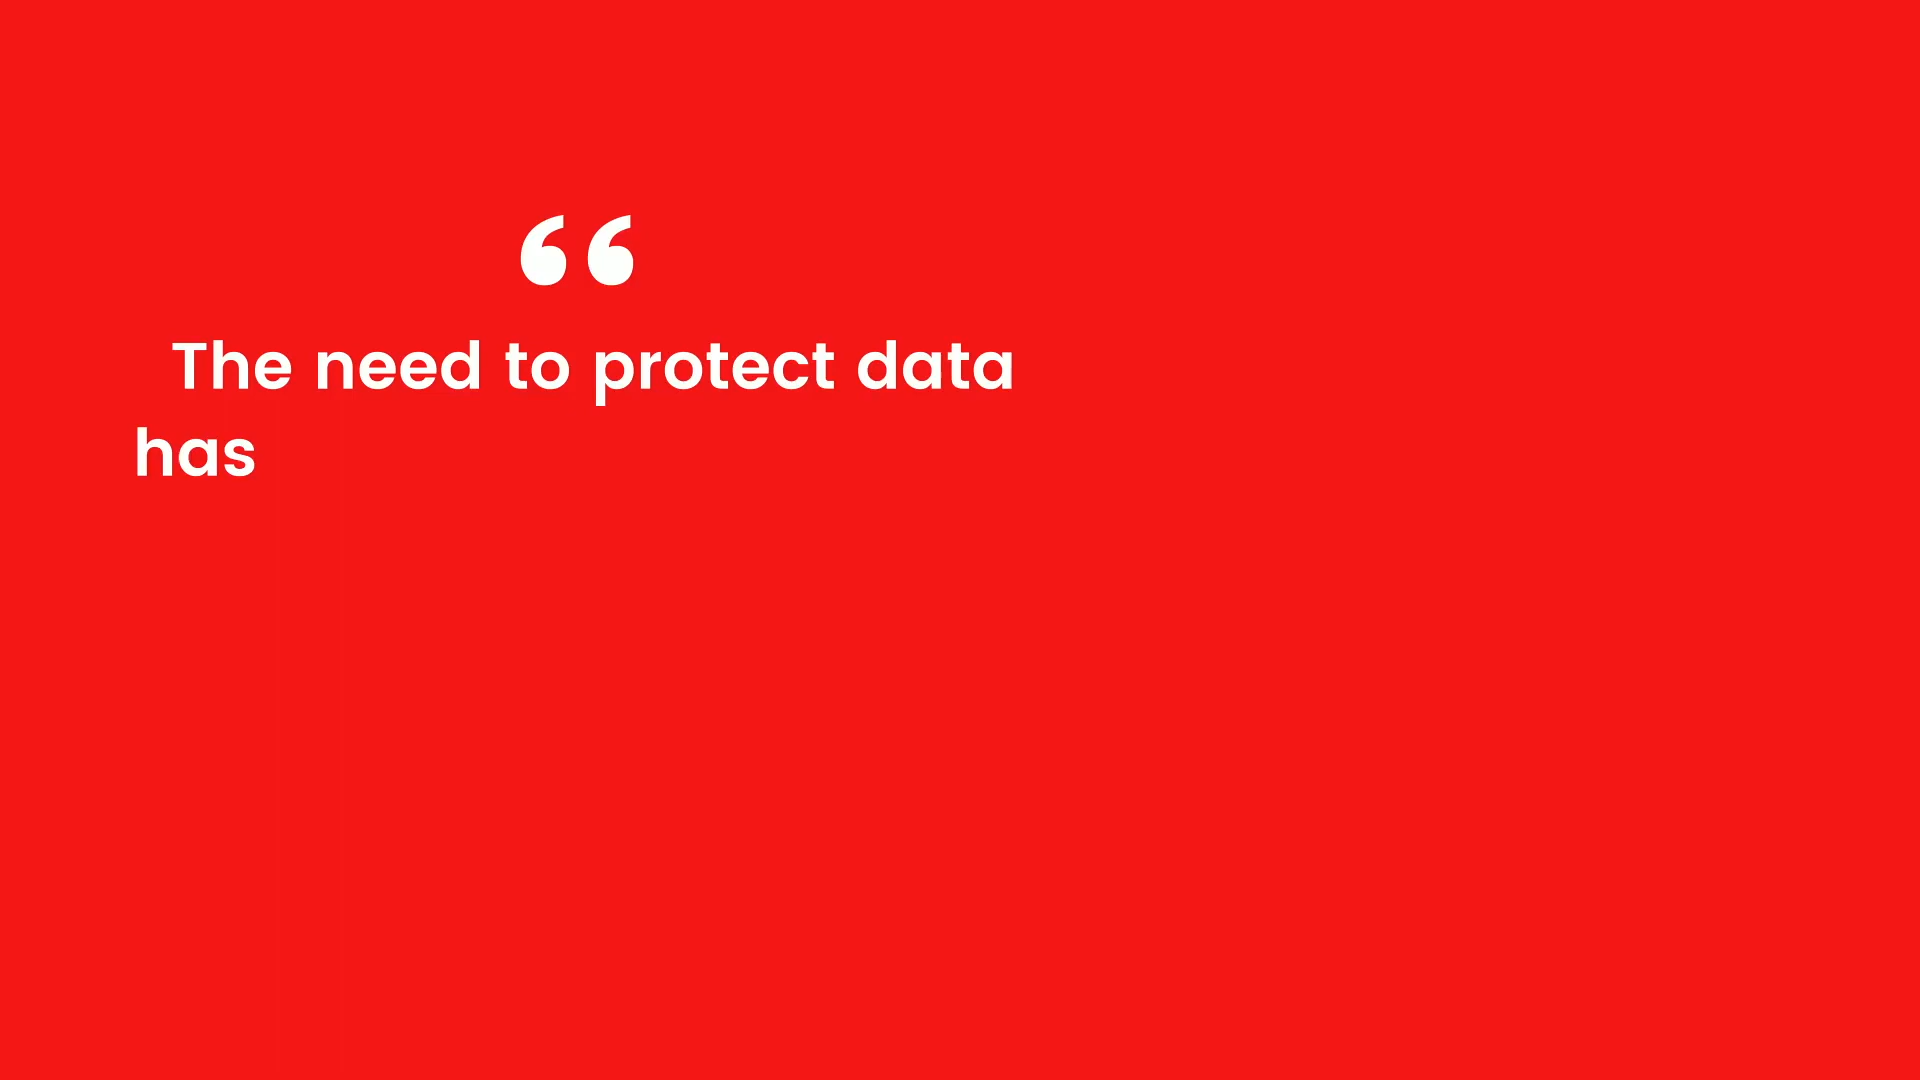 “
The need to protect data
has